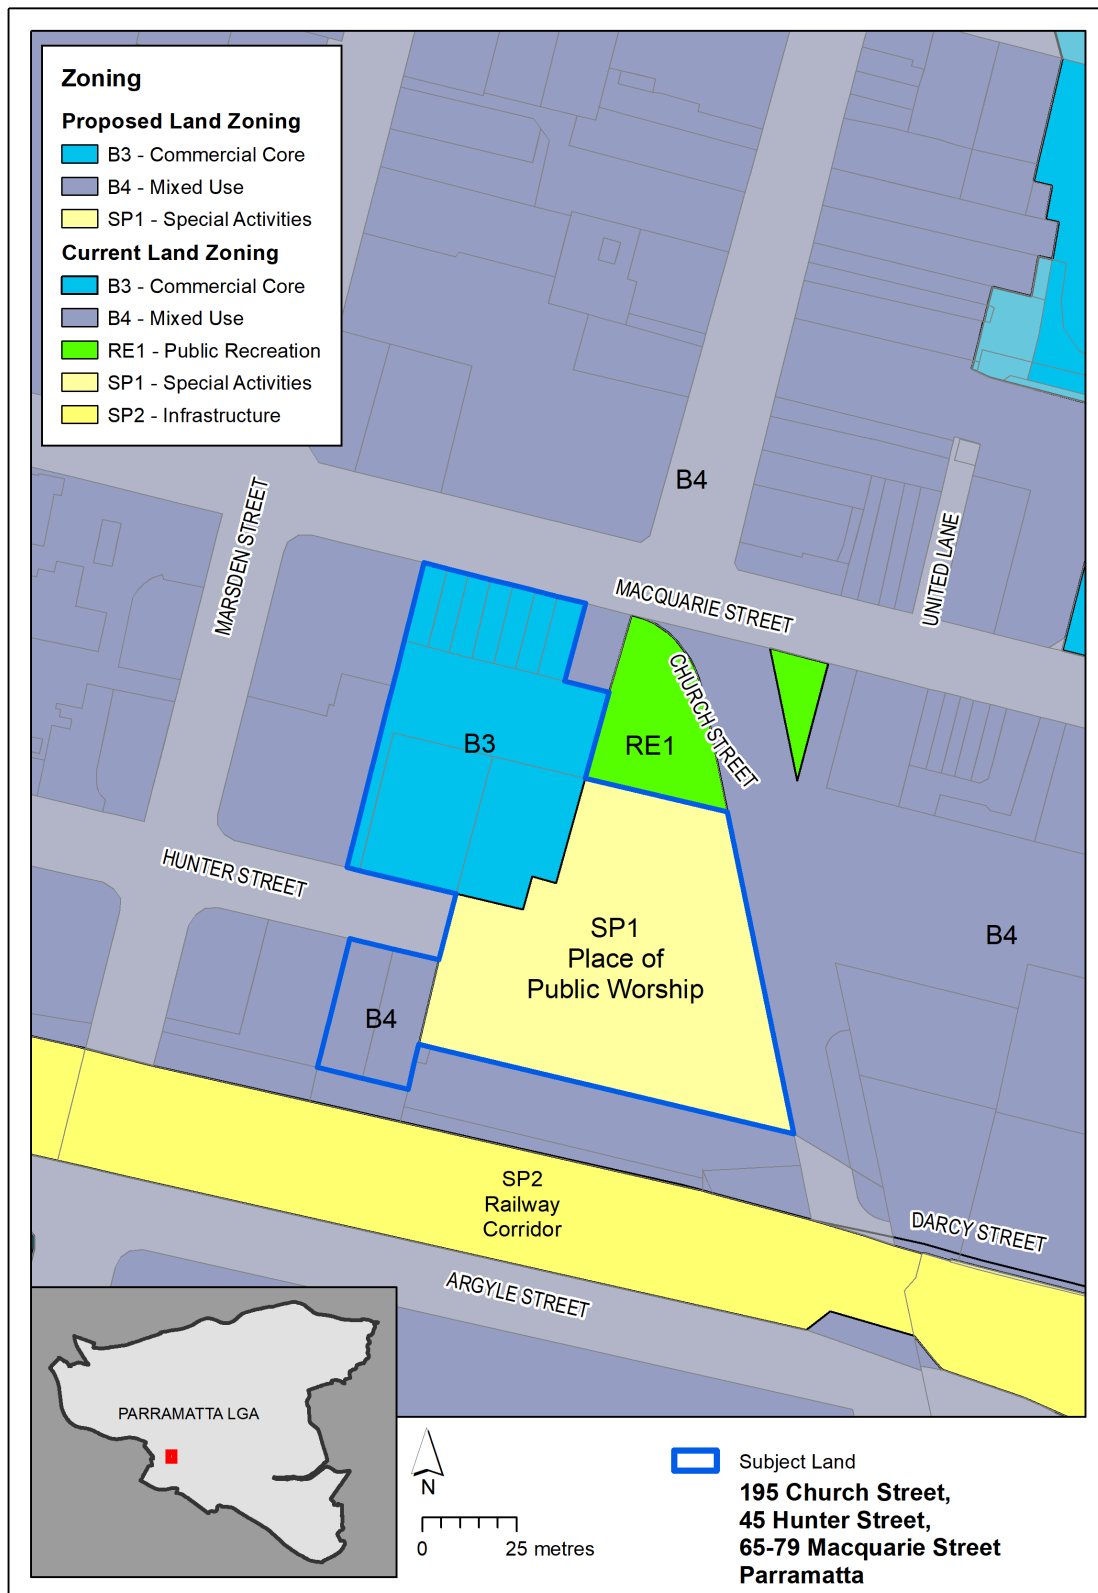 Zoning
Proposed Land Zoning
B3 - Commercial Core
B4 - Mixed Use
SP1 - Special Activities
Current Land Zoning
B3 - Commercial Core
B4 - Mixed Use
RE1 - Public Recreation
SP1 - Special Activities
SP2 - Infrastructure
B4
MARSDEN STREET
UNITED LANE
MACQUARIE STREET
CHURCH STREET
B3
RE1
HUNTER STREET
SP1
Place of
Public Worship
B4
B4
SP2
Railway
Corridor
DARCY STREET
ARGYLE STREET
PARRAMATTA LGA
N
0 25 metres
Subject Land
195 Church Street,
45 Hunter Street,
65-79 Macquarie Street
Parramatta